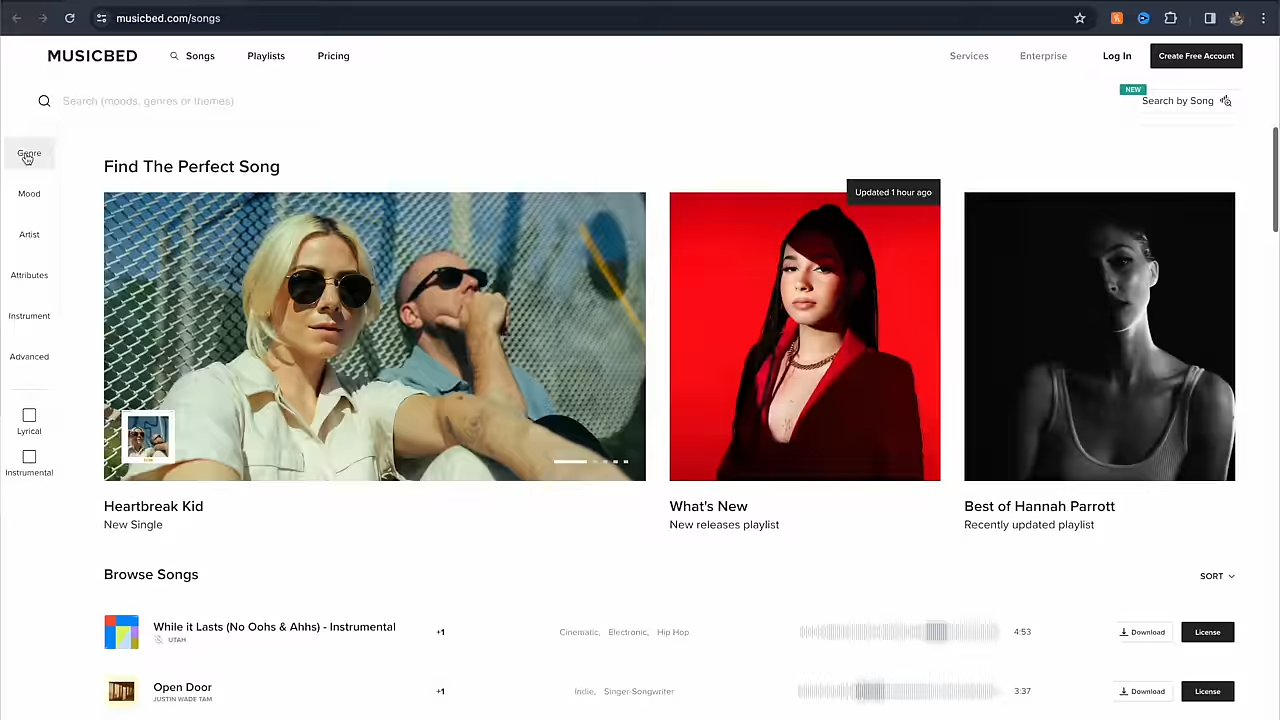 musicbed.com/songs
MUSICBED
Songs
Playlists
Pricing
Services
Enterprise
Log In
Create Free Account
Search (moods, genres or themes)
NEW
Search by Song
Genre
Mood
Artist
Attributes
Instrument
Advanced
Lyrical
Instrumental
Find The Perfect Song
Updated 1 hour ago
Heartbreak Kid
New Single
What's New
New releases playlist
Best of Hannah Parrott
Recently updated playlist
Browse Songs
SORT
While it Lasts (No Oohs & Ahhs) - Instrumental
UTAH
+1
Cinematic, Electronic, Hip Hop
4:53
Download
License
Open Door
JUSTIN WADE TAM
+1
Indie, Singer-Songwriter
3:37
Download
License